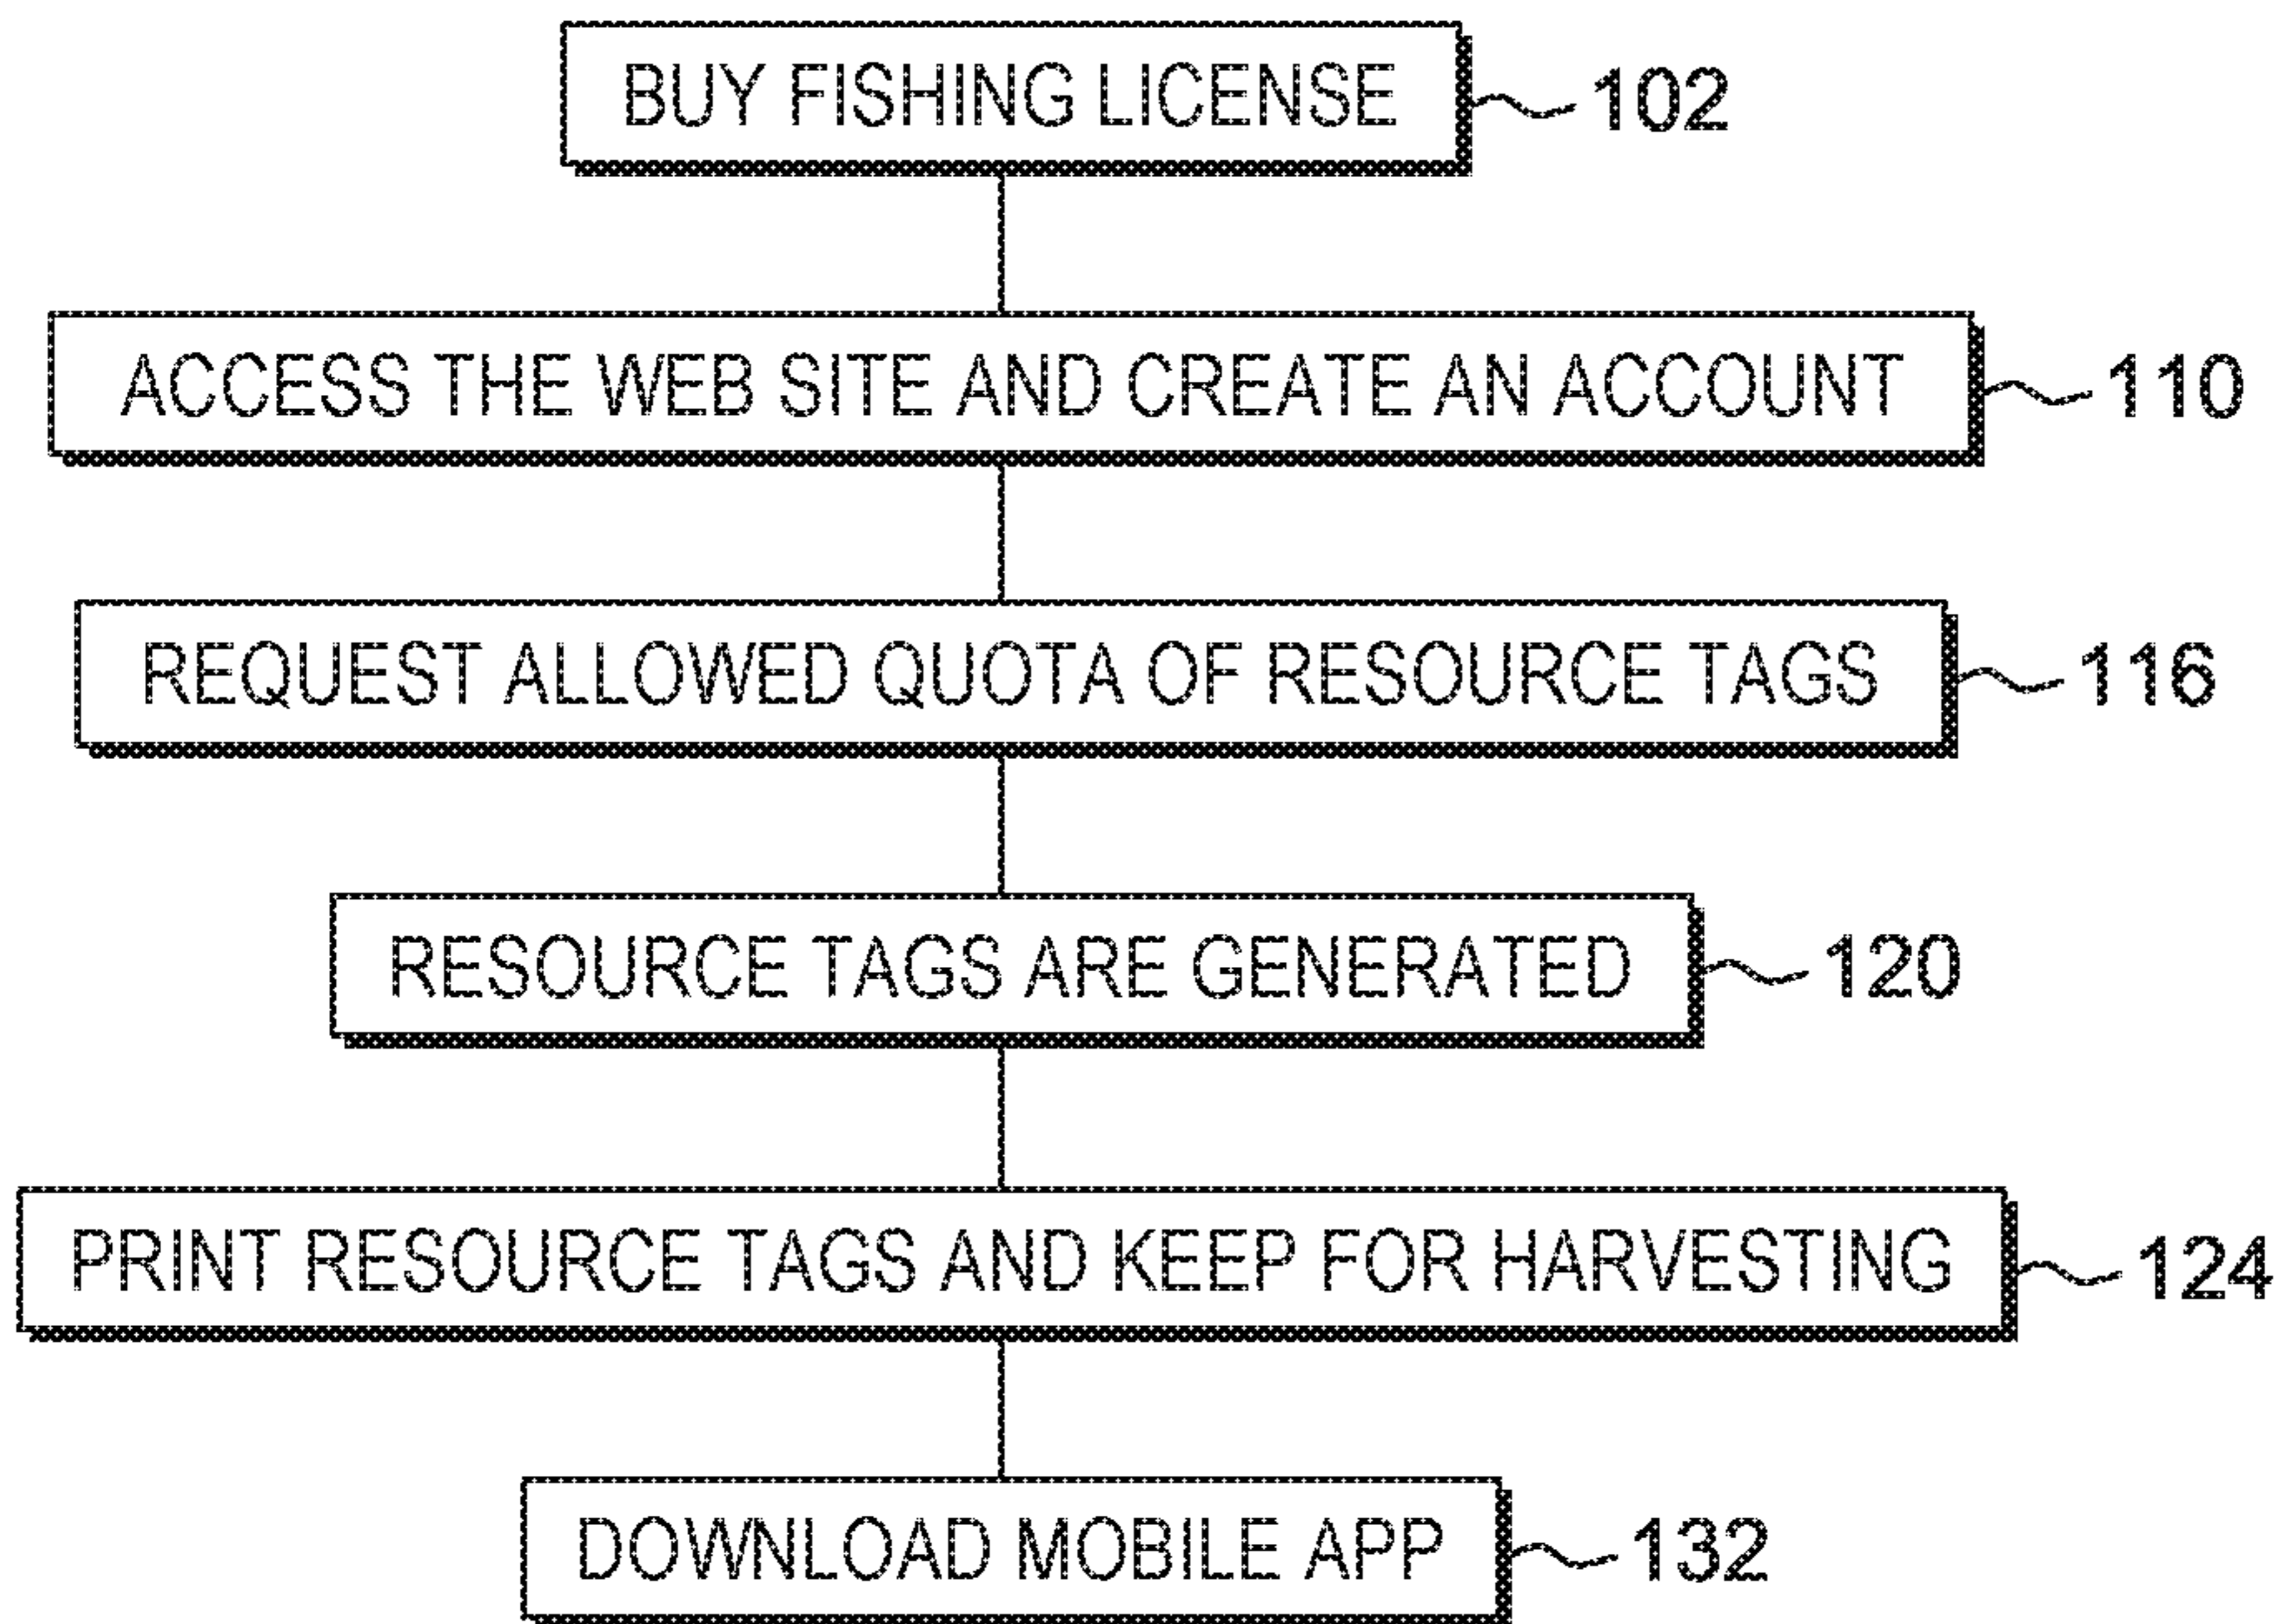 BUY FISHING LICENSE 102
ACCESS THE WEB SITE AND CREATE AN ACCOUNT 110
REQUEST ALLOWED QUOTA OF RESOURCE TAGS 116
RESOURCE TAGS ARE GENERATED 120
PRINT RESOURCE TAGS AND KEEP FOR HARVESTING 124
DOWNLOAD MOBILE APP 132